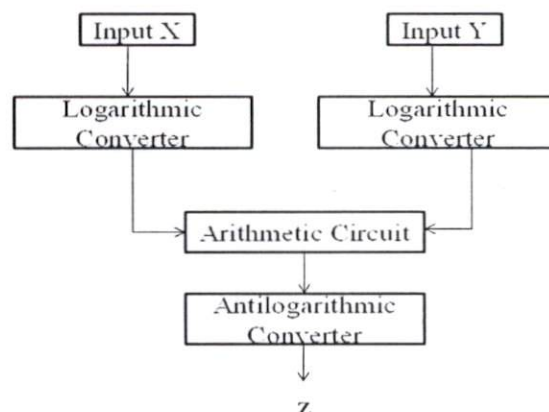 Input X
Input Y
Logarithmic
Converter
Logarithmic
Converter
Arithmetic Circuit
Antilogarithmic
Converter
Z